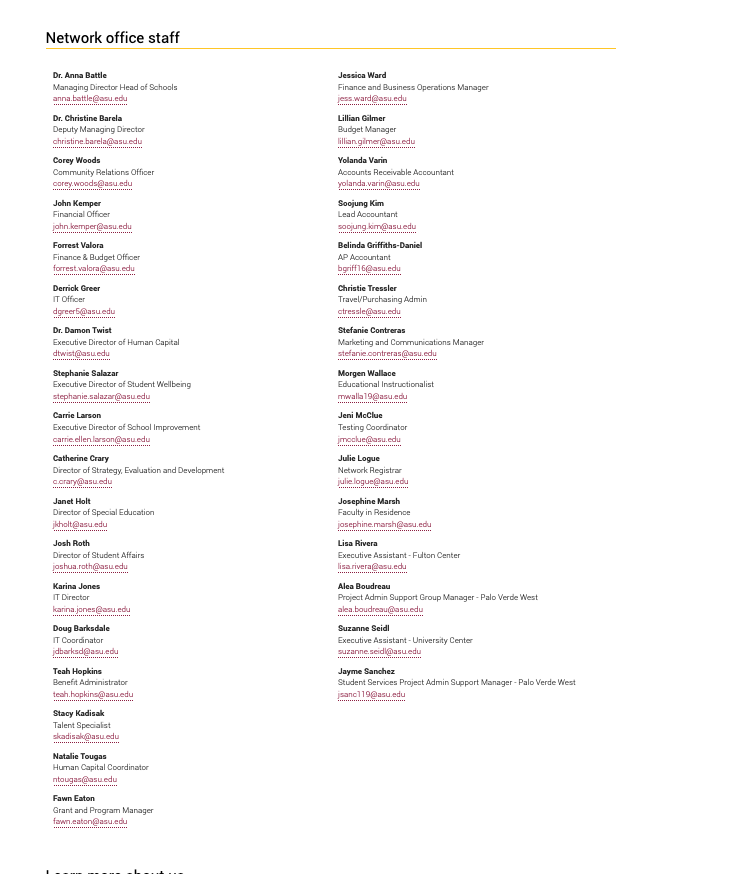 Network office staff
Dr. Anna Battle
Managing Director Head of Schools
anna.battle@asu.edu
Dr. Christine Barela
Deputy Managing Director
christine.barela@asu.edu
Corey Woods
Community Relations Officer
corey.woods@asu.edu
John Kemper
Financial Officer
john.kemper@asu.edu
Forrest Valora
Finance & Budget Officer
forrest.valora@asu.edu
Derrick Greer
IT Officer
dgreer5@asu.edu
Dr. Damon Twist
Executive Director of Human Capital
dtwist@asu.edu
Stephanie Salazar
Executive Director of Student Wellbeing
stephanie.salazar@asu.edu
Carrie Larson
Executive Director of School Improvement
carrie.ellen.larson@asu.edu
Catherine Crary
Director of Strategy, Evaluation and Development
c.crary@asu.edu
Janet Holt
Director of Special Education
jkholt@asu.edu
Josh Roth
Director of Student Affairs
joshua.roth@asu.edu
Karina Jones
IT Director
karina.jones@asu.edu
Doug Barksdale
IT Coordinator
jdbarksd@asu.edu
Teah Hopkins
Benefit Administrator
teah.hopkins@asu.edu
Stacy Kadisak
Talent Specialist
skadisak@asu.edu
Natalie Tougas
Human Capital Coordinator
ntougas@asu.edu
Fawn Eaton
Grant and Program Manager
fawn.eaton@asu.edu
Jessica Ward
Finance and Business Operations Manager
jess.ward@asu.edu
Lillian Gilmer
Budget Manager
lillian.gilmer@asu.edu
Yolanda Varin
Accounts Receivable Accountant
yolanda.varin@asu.edu
Soojung Kim
Lead Accountant
soojung.kim@asu.edu
Belinda Griffiths-Daniel
AP Accountant
bgriff16@asu.edu
Christie Tressler
Travel/Purchasing Admin
ctressle@asu.edu
Stefanie Contreras
Marketing and Communications Manager
stefanie.contreras@asu.edu
Morgen Wallace
Educational Instructionalist
mwalla19@asu.edu
Jeni McClue
Testing Coordinator
jmcclue@asu.edu
Julie Logue
Network Registrar
julie.logue@asu.edu
Josephine Marsh
Faculty in Residence
josephine.marsh@asu.edu
Lisa Rivera
Executive Assistant - Fulton Center
lisa.rivera@asu.edu
Alea Boudreau
Project Admin Support Group Manager - Palo Verde West
alea.boudreau@asu.edu
Suzanne Seidl
Executive Assistant - University Center
suzanne.seidl@asu.edu
Jayme Sanchez
Student Services Project Admin Support Manager - Palo Verde West
jsanc119@asu.edu
Learn more about us